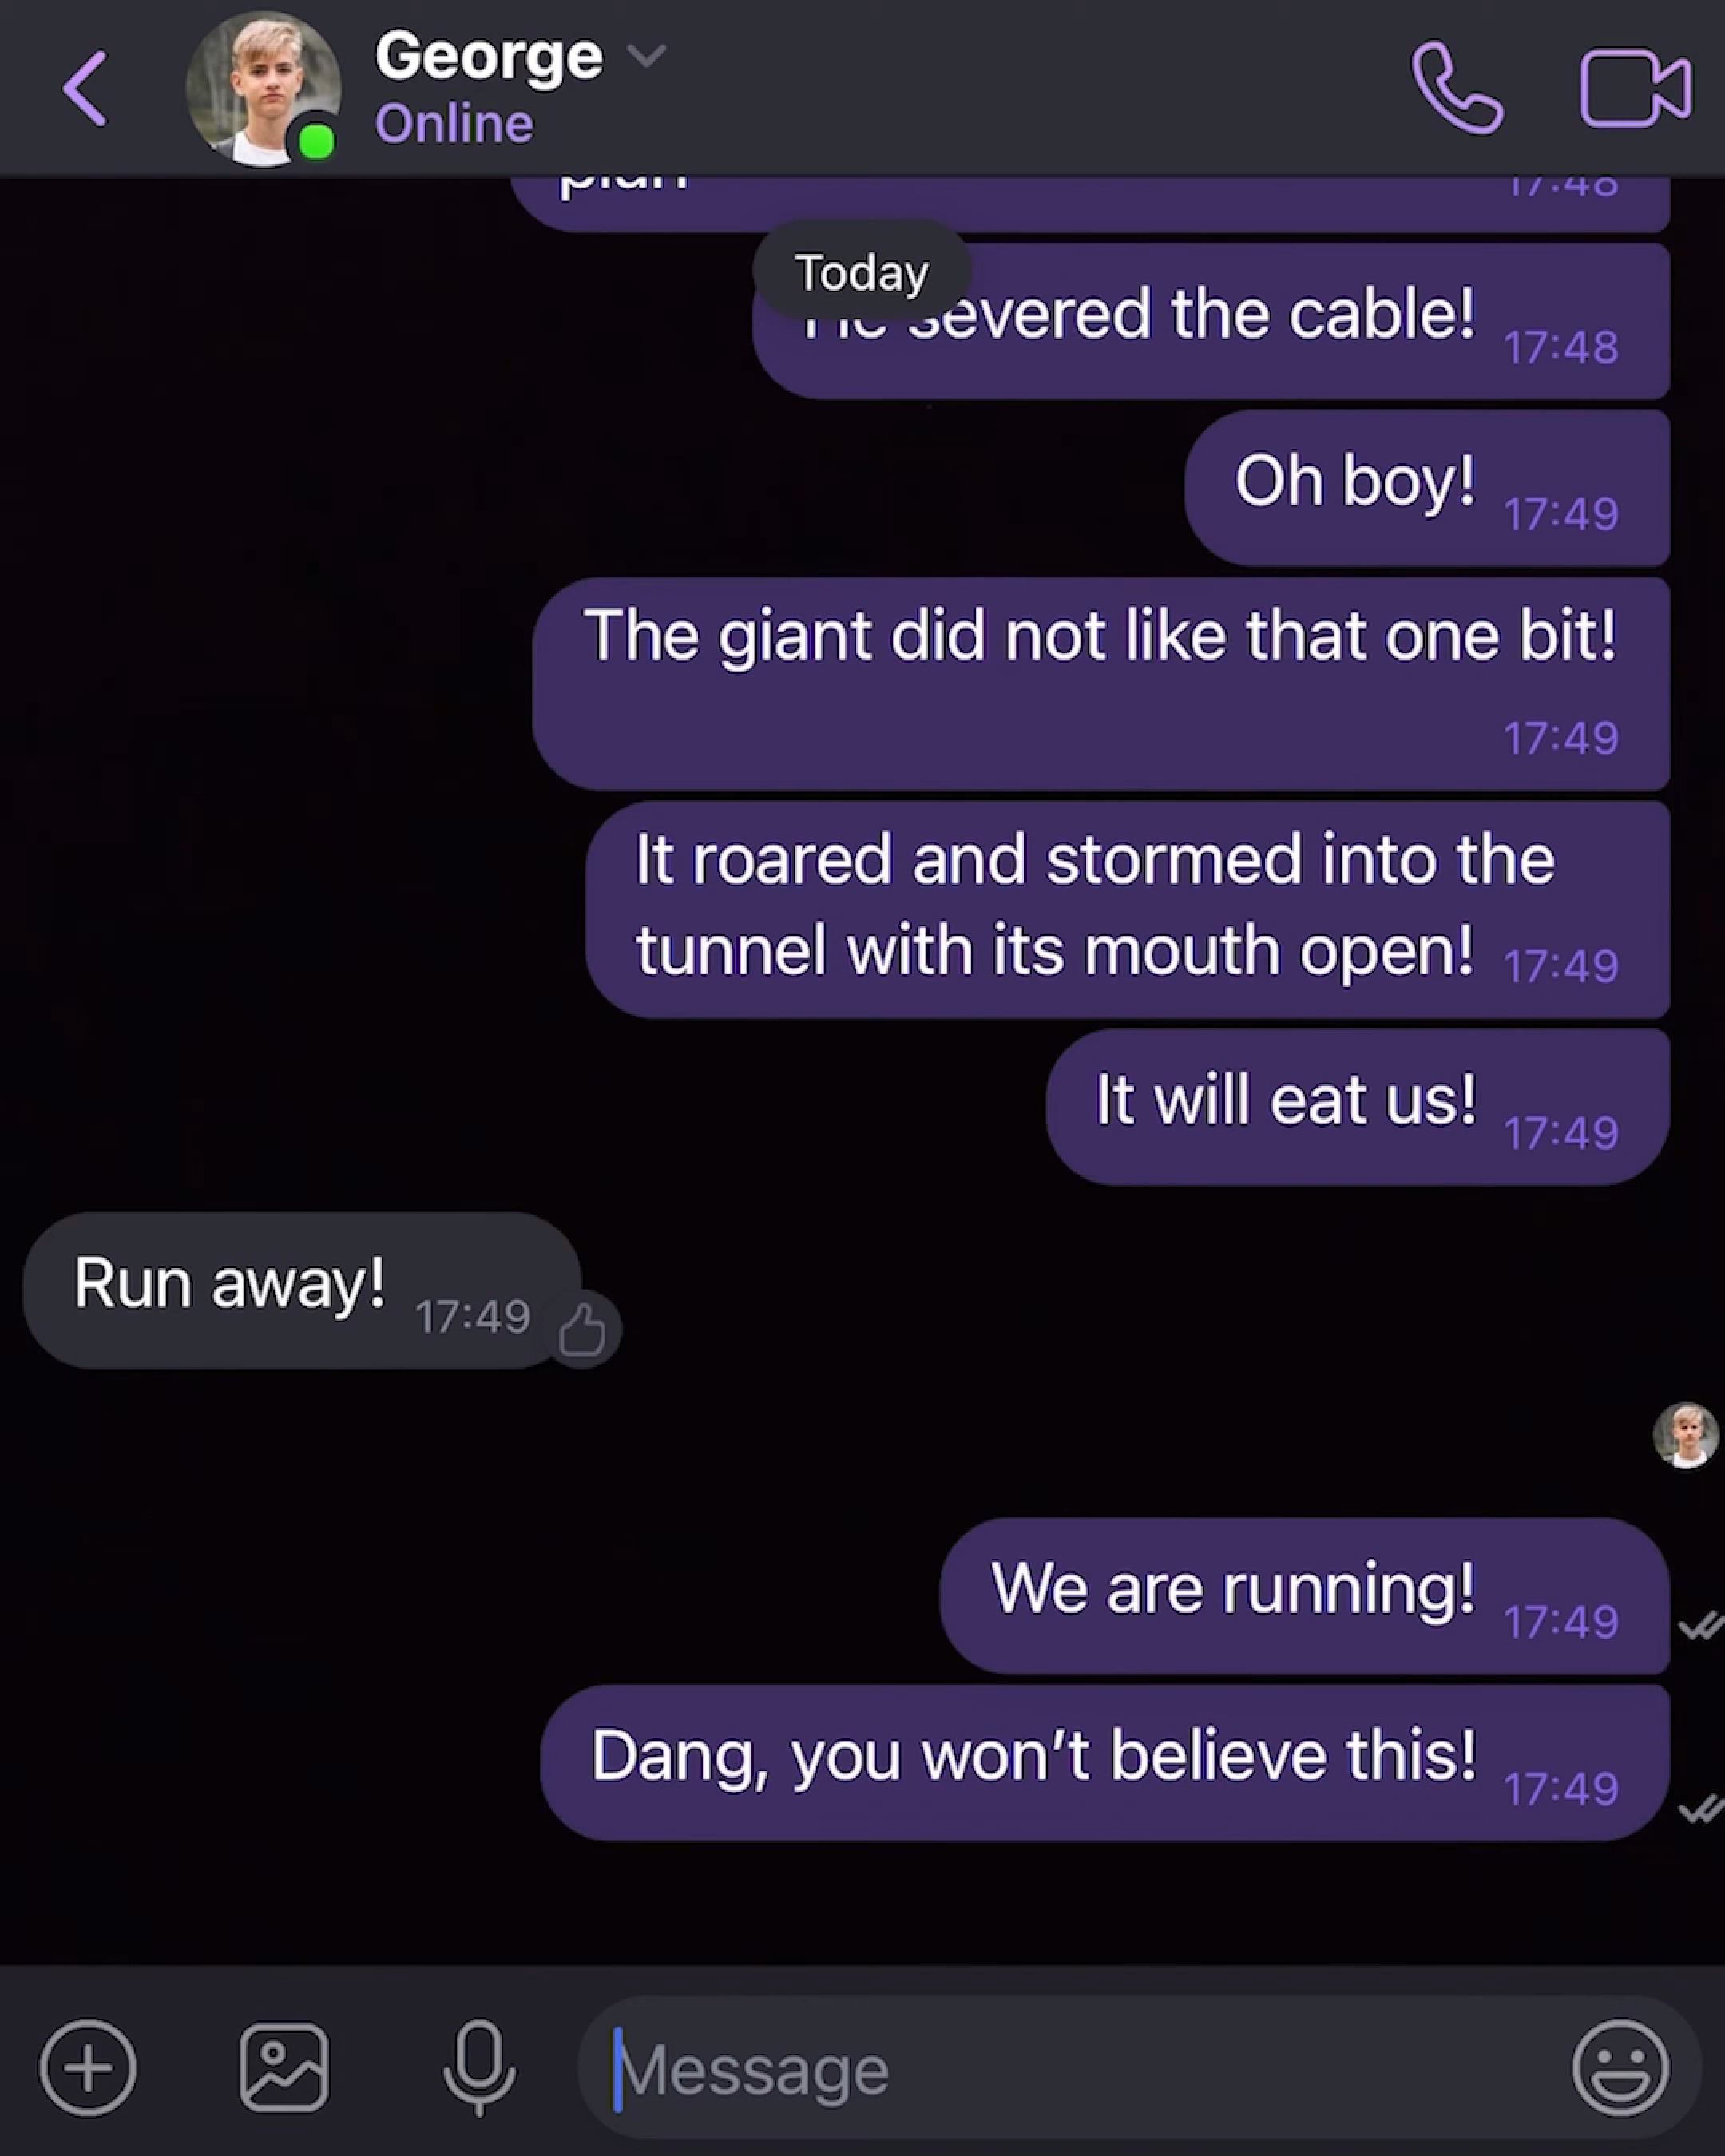 George
Online
17:48
Today
severed the cable!
17:48
Oh boy!
17:49
The giant did not like that one bit!
17:49
It roared and stormed into the
tunnel with its mouth open!
17:49
It will eat us!
17:49
Run away!
17:49
We are running!
17:49
Dang, you won’t believe this!
17:49
Message